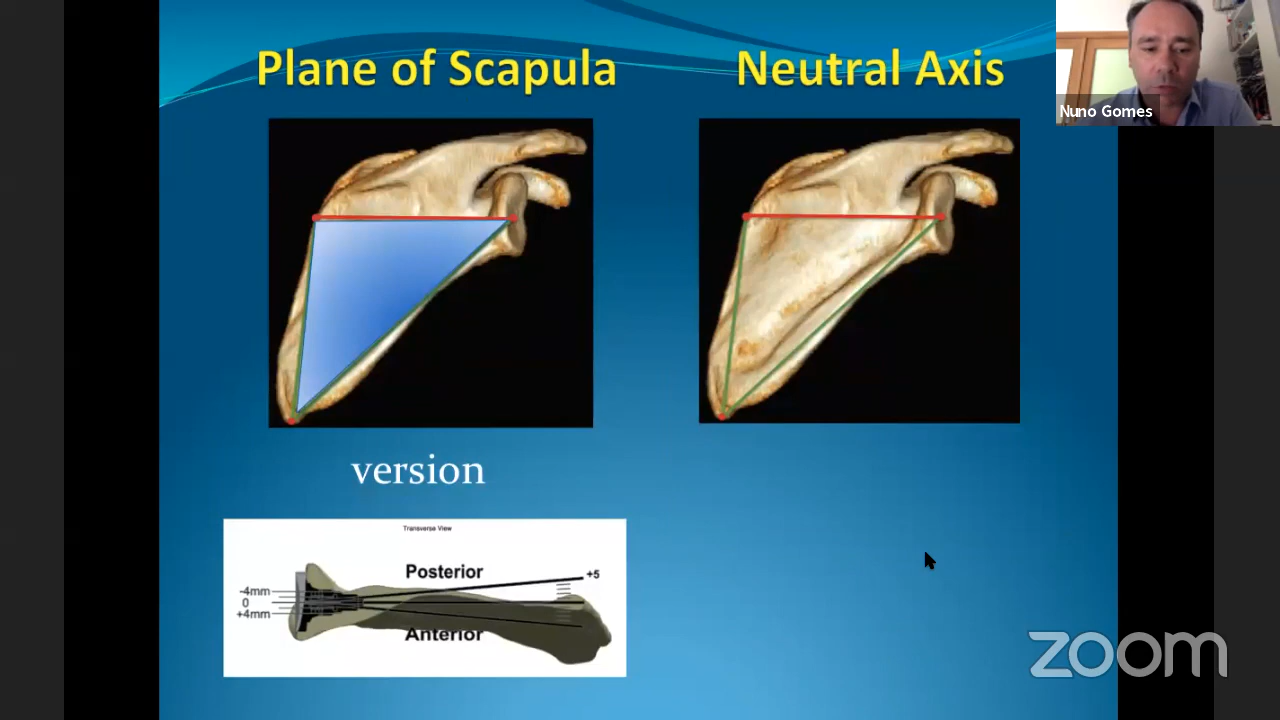 Plane of Scapula
Neutral Axis
Nuno Gomes
version
Transverse View
Posterior
+5
-4mm
0
+4mm
Anterior
zoom